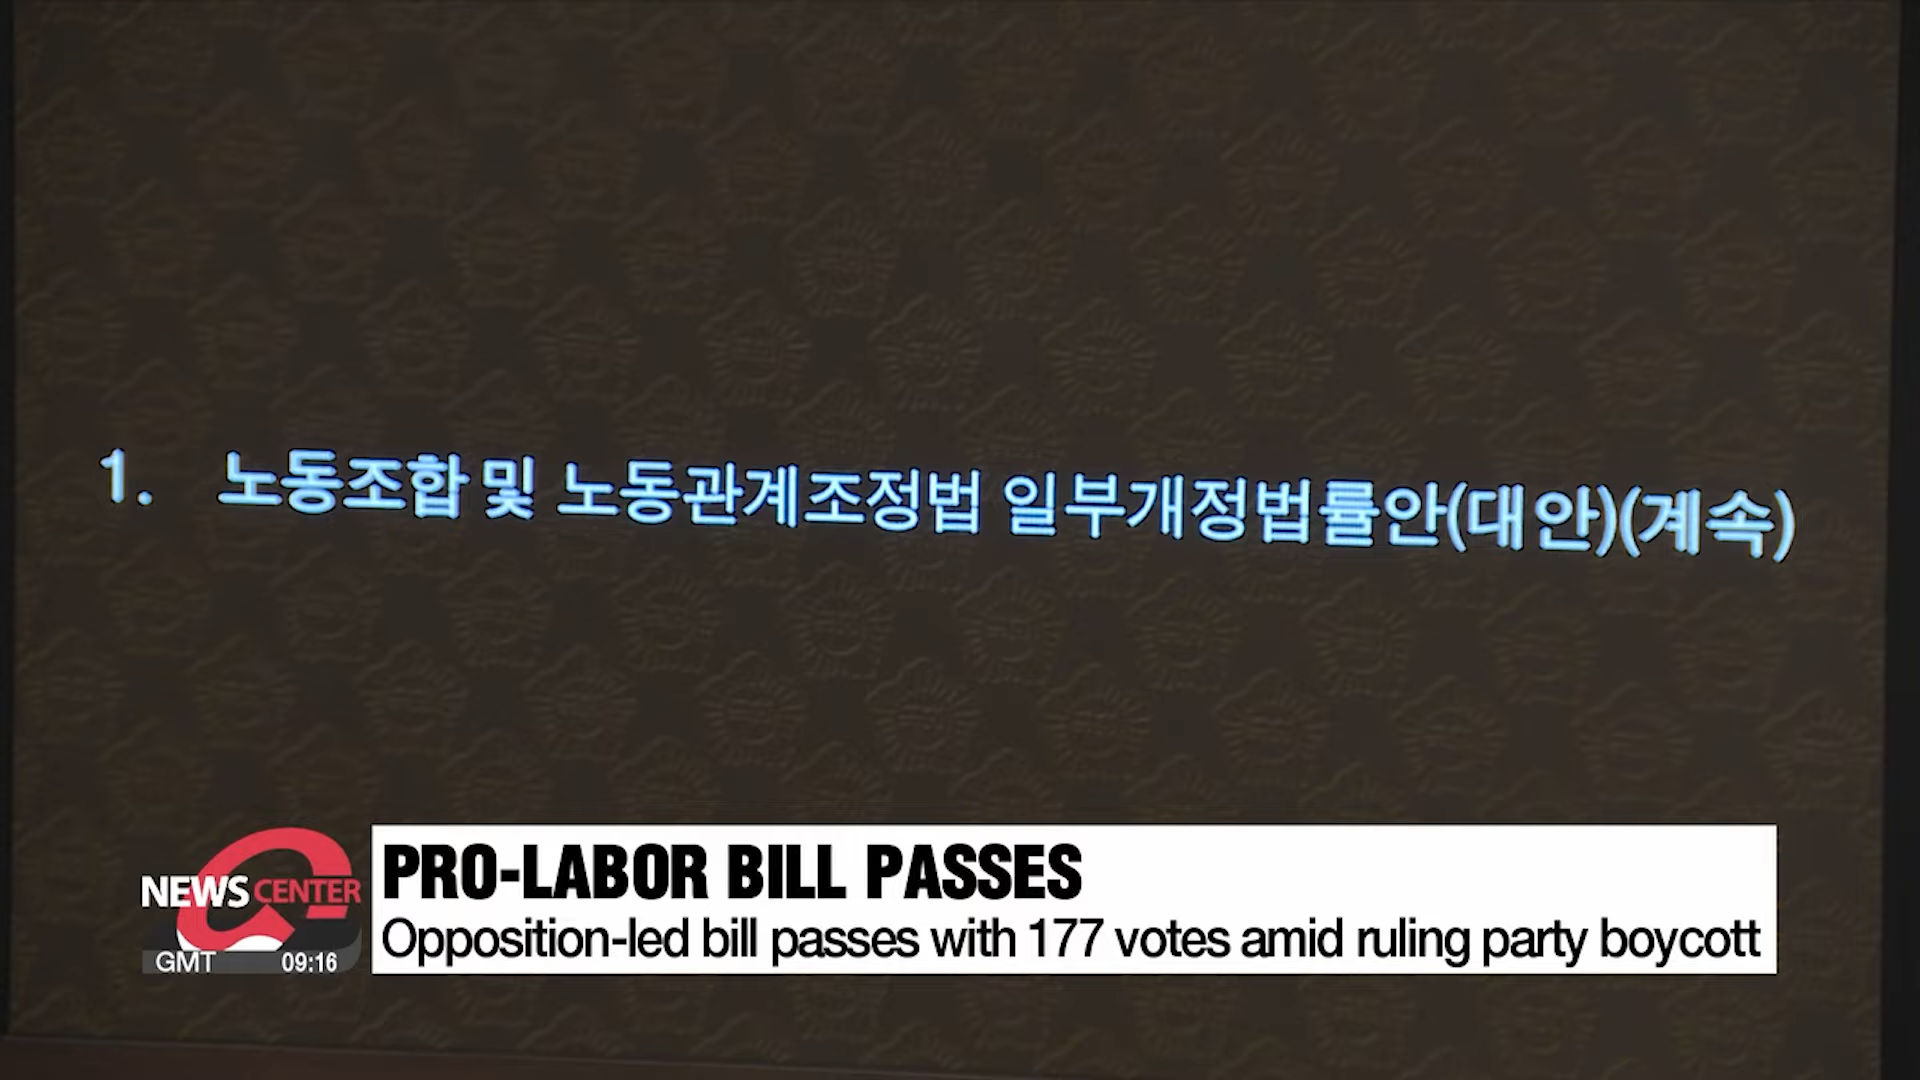 1. 노동조합 및 노동관계조정법 일부개정법률안(대안)(계속)
NEWS CENTER
GMT 09:16
PRO-LABOR BILL PASSES
Opposition-led bill passes with 177 votes amid ruling party boycott